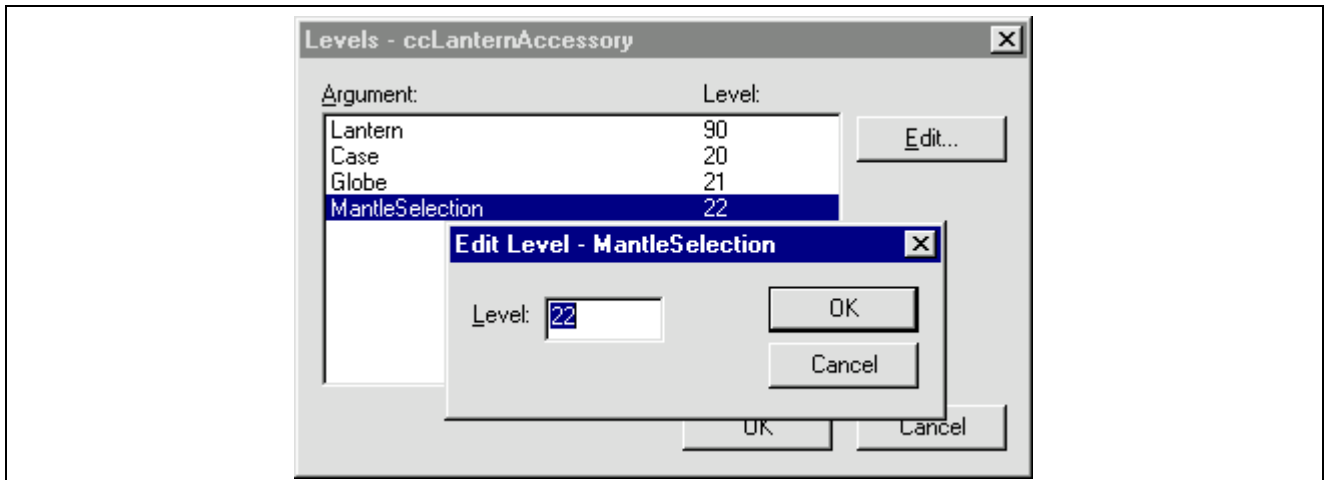 Levels - ccLanternAccessory
Argument: Level:
Lantern 90
Case 20
Globe 21
MantleSelection 22
Edit...
Edit Level - MantleSelection
Level: 22
OK
Cancel
OK Cancel